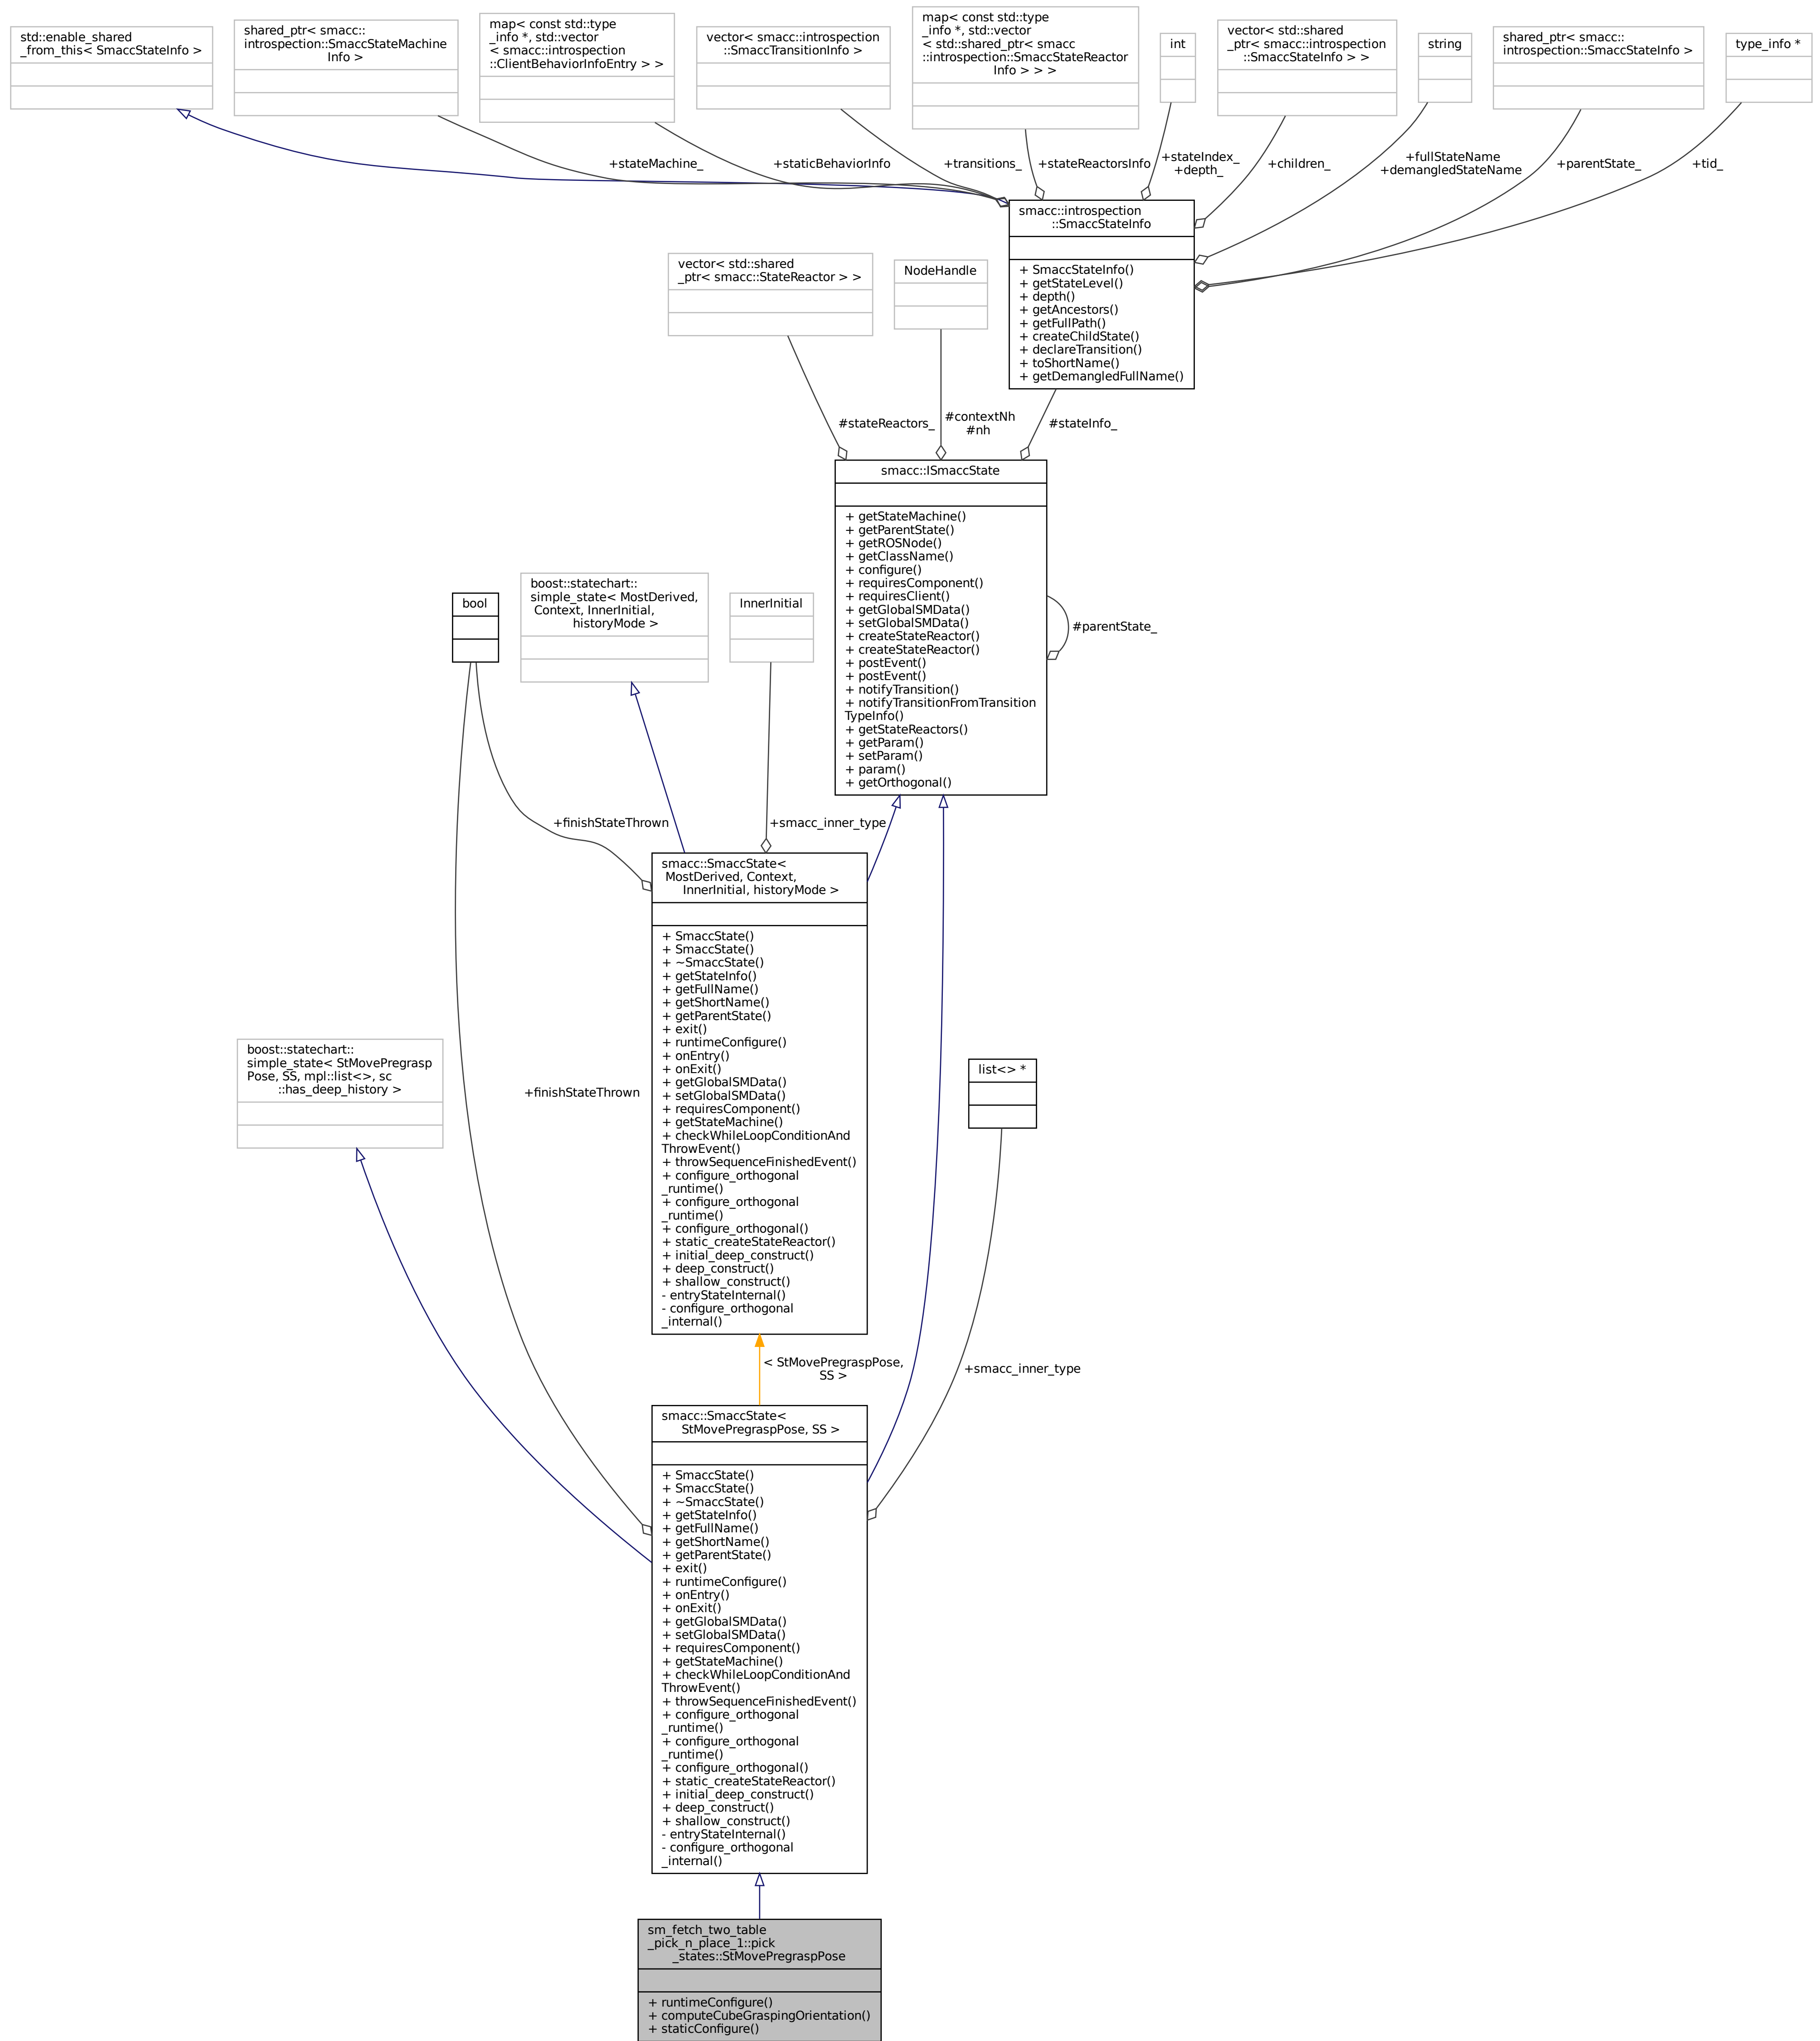 std::enable_shared
_from_this< SmaccStateInfo >
shared_ptr< smacc::
introspection::SmaccStateMachine
Info >
map< const std::type
_info *, std::vector
< smacc::introspection
::ClientBehaviorInfoEntry > >
vector< smacc::introspection
::SmaccTransitionInfo >
map< const std::type
_info *, std::vector
< std::shared_ptr< smacc
::introspection::SmaccStateReactor
Info > > >
int
vector< std::shared
_ptr< smacc::introspection
::SmaccStateInfo > >
string
shared_ptr< smacc::
introspection::SmaccStateInfo >
type_info *
+stateMachine_
+staticBehaviorInfo
+transitions_
+stateReactorsInfo
+stateIndex_
+depth_
+children_
+fullStateName
+demangledStateName
+parentState_
+tid_
smacc::introspection
::SmaccStateInfo
+ SmaccStateInfo()
+ getStateLevel()
+ depth()
+ getAncestors()
+ getFullPath()
+ createChildState()
+ declareTransition()
+ toShortName()
+ getDemangledFullName()
vector< std::shared
_ptr< smacc::StateReactor > >
NodeHandle
#stateReactors_
#contextNh
#nh
#stateInfo_
smacc::ISmaccState
+ getStateMachine()
+ getParentState()
+ getROSNode()
+ getClassName()
+ configure()
+ requiresComponent()
+ requiresClient()
+ getGlobalSMData()
+ setGlobalSMData()
+ createStateReactor()
+ createStateReactor()
+ postEvent()
+ postEvent()
+ notifyTransition()
+ notifyTransitionFromTransition
TypeInfo()
+ getStateReactors()
+ getParam()
+ setParam()
+ param()
+ getOrthogonal()
#parentState_
bool
boost::statechart::
simple_state< MostDerived,
Context, InnerInitial,
historyMode >
InnerInitial
+finishStateThrown
+smacc_inner_type
smacc::SmaccState<
MostDerived, Context,
InnerInitial, historyMode >
+ SmaccState()
+ SmaccState()
+ ~SmaccState()
+ getStateInfo()
+ getFullName()
+ getShortName()
+ getParentState()
+ exit()
+ runtimeConfigure()
+ onEntry()
+ onExit()
+ getGlobalSMData()
+ setGlobalSMData()
+ requiresComponent()
+ getStateMachine()
+ checkWhileLoopConditionAnd
ThrowEvent()
+ throwSequenceFinishedEvent()
+ configure_orthogonal
_runtime()
+ configure_orthogonal
_runtime()
+ configure_orthogonal()
+ static_createStateReactor()
+ initial_deep_construct()
+ deep_construct()
+ shallow_construct()
- entryStateInternal()
- configure_orthogonal
_internal()
boost::statechart::
simple_state< StMovePregrasp
Pose, SS, mpl::list<>, sc
::has_deep_history >
+finishStateThrown
list<> *
< StMovePregraspPose,
SS >
+smacc_inner_type
smacc::SmaccState<
StMovePregraspPose, SS >
+ SmaccState()
+ SmaccState()
+ ~SmaccState()
+ getStateInfo()
+ getFullName()
+ getShortName()
+ getParentState()
+ exit()
+ runtimeConfigure()
+ onEntry()
+ onExit()
+ getGlobalSMData()
+ setGlobalSMData()
+ requiresComponent()
+ getStateMachine()
+ checkWhileLoopConditionAnd
ThrowEvent()
+ throwSequenceFinishedEvent()
+ configure_orthogonal
_runtime()
+ configure_orthogonal
_runtime()
+ configure_orthogonal()
+ static_createStateReactor()
+ initial_deep_construct()
+ deep_construct()
+ shallow_construct()
- entryStateInternal()
- configure_orthogonal
_internal()
sm_fetch_two_table
_pick_n_place_1::pick
_states::StMovePregraspPose
+ runtimeConfigure()
+ computeCubeGraspingOrientation()
+ staticConfigure()